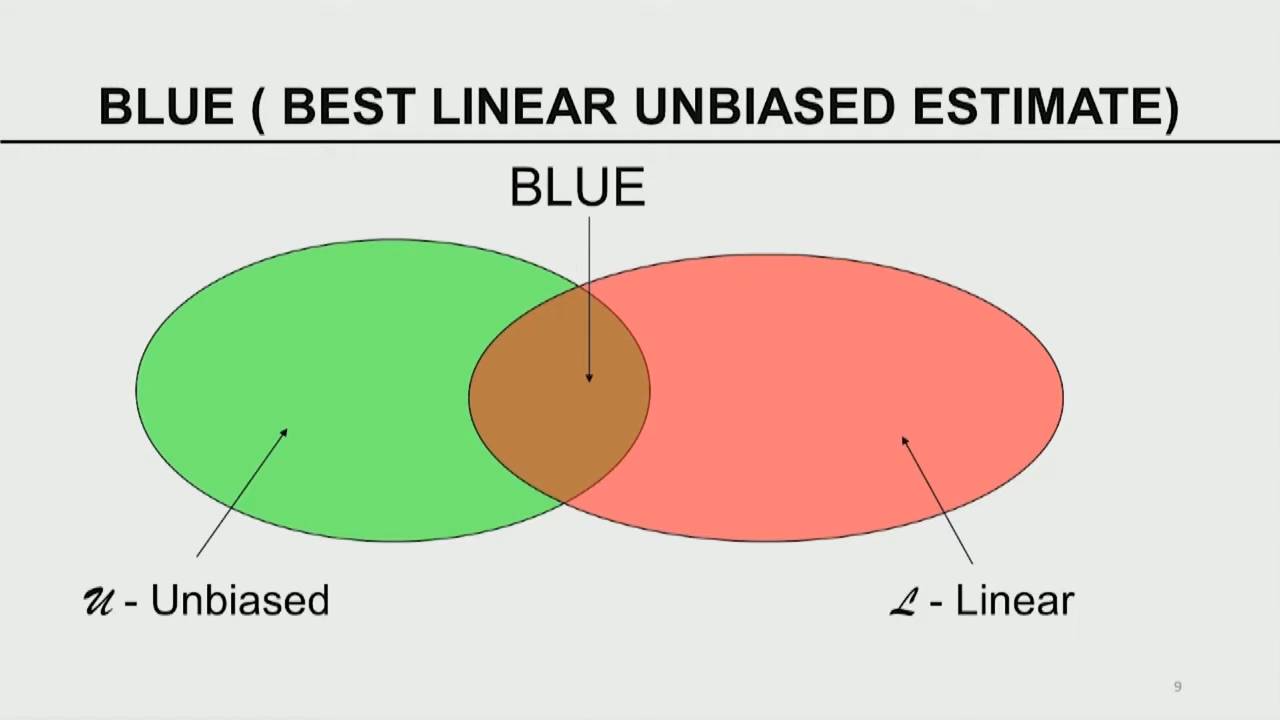 BLUE ( BEST LINEAR UNBIASED ESTIMATE)
BLUE
𝓤 - Unbiased
𝓛 - Linear
9